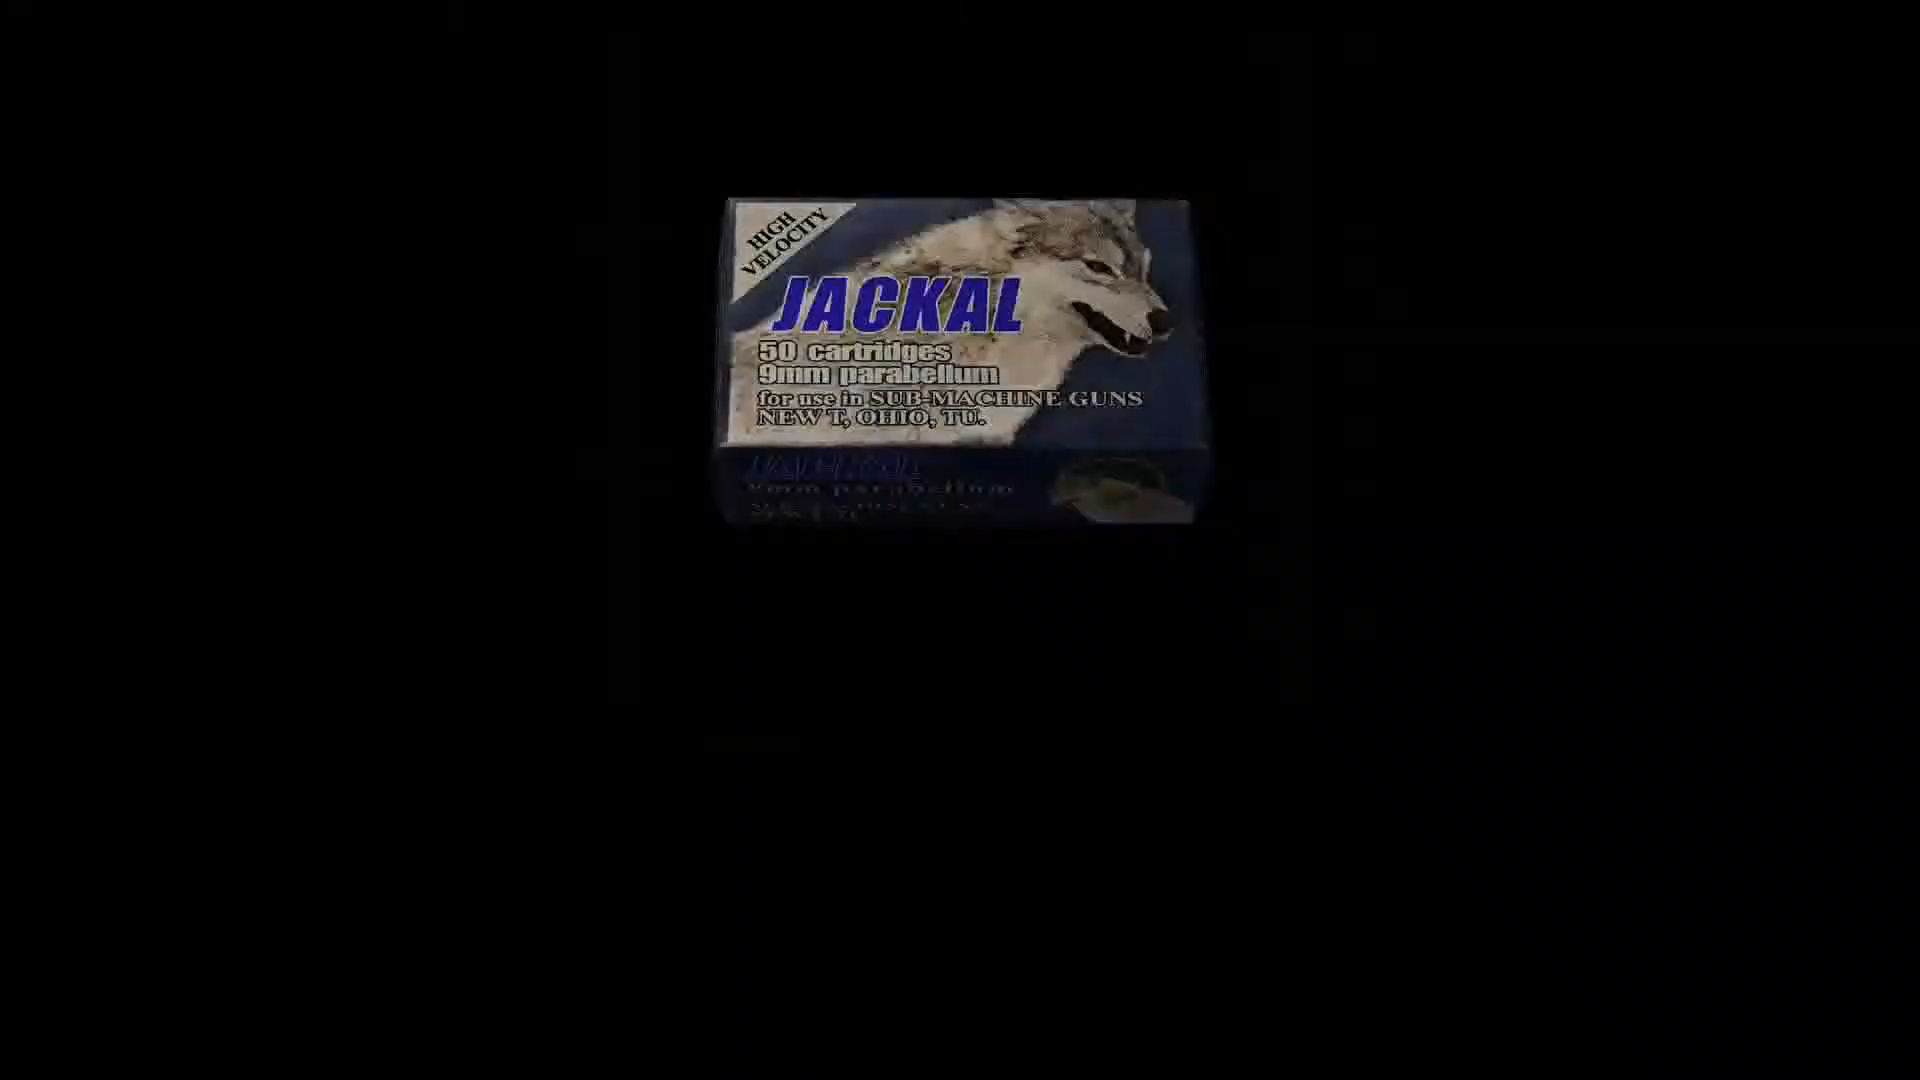 HIGH
VELOCITY
JACKAL
50 cartridges
9mm parabellum
for use in SUB-MACHINE GUNS
NEW T, OHIO, TU.
9mm parabellum